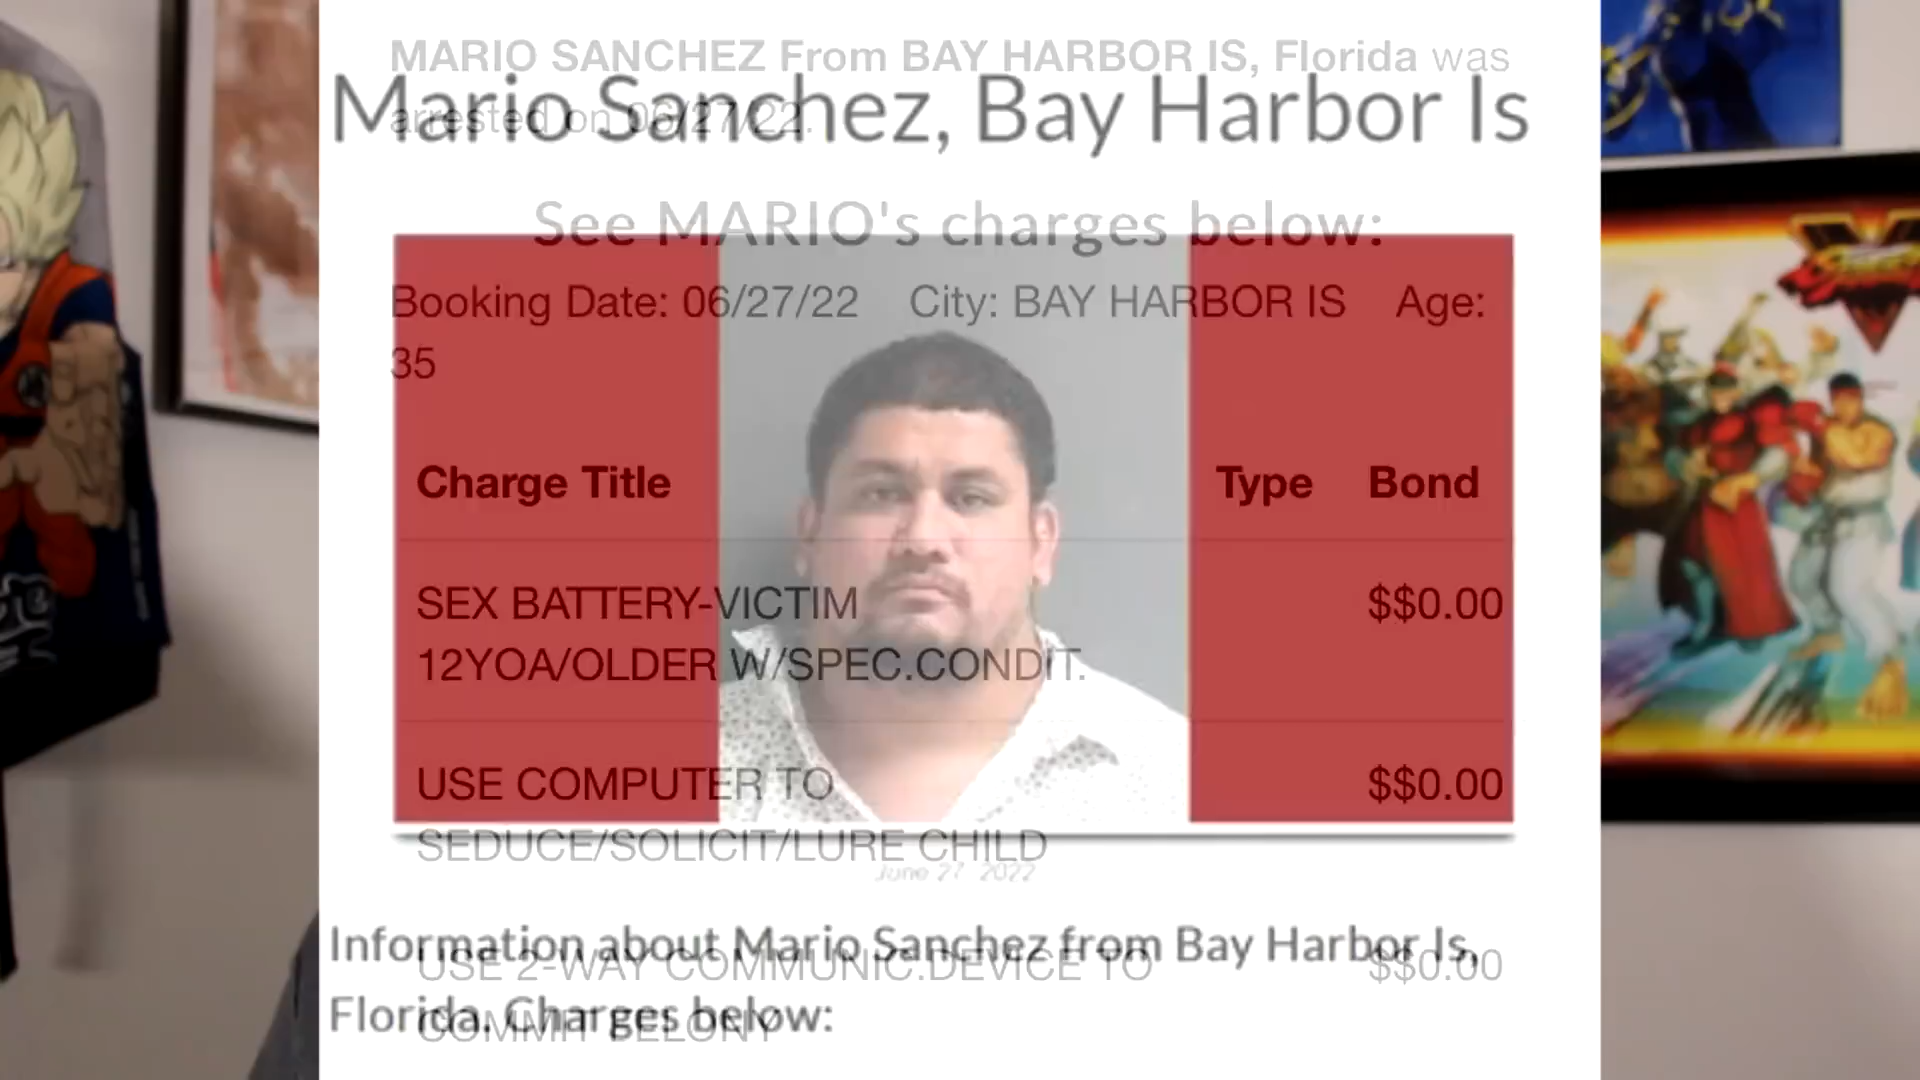 MARIO SANCHEZ From BAY HARBOR IS, Florida was
arrested on 06/27/22.
Mario Sanchez, Bay Harbor Is
See MARIO's charges below:
Booking Date: 06/27/22 City: BAY HARBOR IS Age:
35
Charge Title Type Bond
SEX BATTERY-VICTIM $$0.00
12YOA/OLDER W/SPEC.CONDIT.
USE COMPUTER TO $$0.00
SEDUCE/SOLICIT/LURE CHILD
June 27, 2022
Information about Mario Sanchez from Bay Harbor Is,
Florida. Charges below:
USE 2-WAY COMMUNIC.DEVICE TO $$0.00
COMMIT FELONY